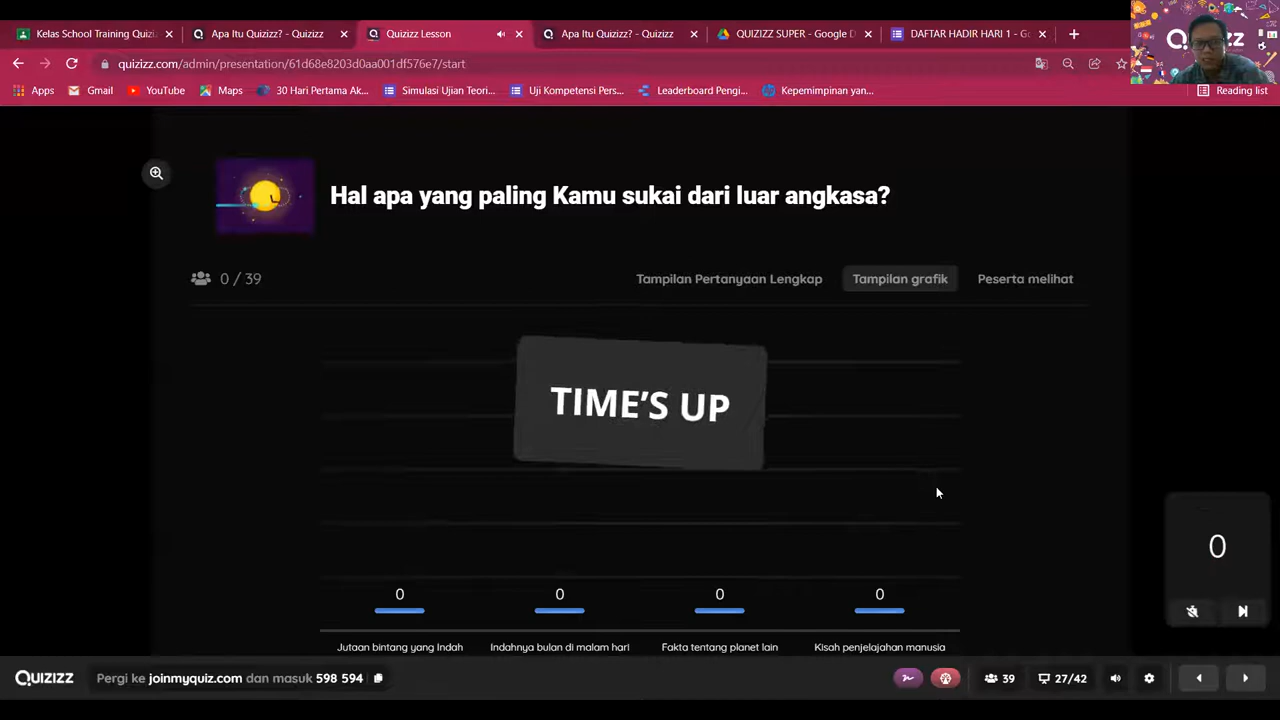 Kelas School Training Quizi
Apa Itu Quizizz? - Quizizz
Quizizz Lesson
Apa Itu Quizizz? - Quizizz
QUIZIZZ SUPER - Google D
DAFTAR HADIR HARI 1 - G
quizizz.com/admin/presentation/61d68e8203d0aa001df576e7/start
Apps
Gmail
YouTube
Maps
30 Hari Pertama Ak...
Simulasi Ujian Teori...
Uji Kompetensi Pers...
Leaderboard Pengi...
Kepemimpinan yan...
Reading list
Hal apa yang paling Kamu sukai dari luar angkasa?
0 / 39
Tampilan Pertanyaan Lengkap
Tampilan grafik
Peserta melihat
TIME'S UP
0
0 0 0 0
Jutaan bintang yang Indah
Indahnya bulan di malam hari
Fakta tentang planet lain
Kisah penjelajahan manusia
QUIZIZZ
Pergi ke joinmyquiz.com dan masuk 598 594
39
27/42